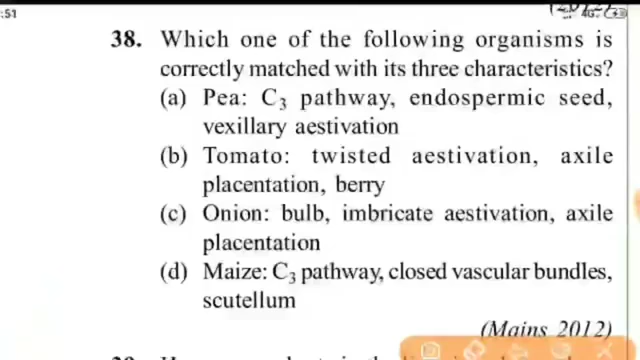 :51
4G
38. Which one of the following organisms is
correctly matched with its three characteristics?
(a) Pea: C₃ pathway, endospermic seed,
vexillary aestivation
(b) Tomato: twisted aestivation, axile
placentation, berry
(c) Onion: bulb, imbricate aestivation, axile
placentation
(d) Maize: C₃ pathway, closed vascular bundles,
scutellum
(Mains 2012)